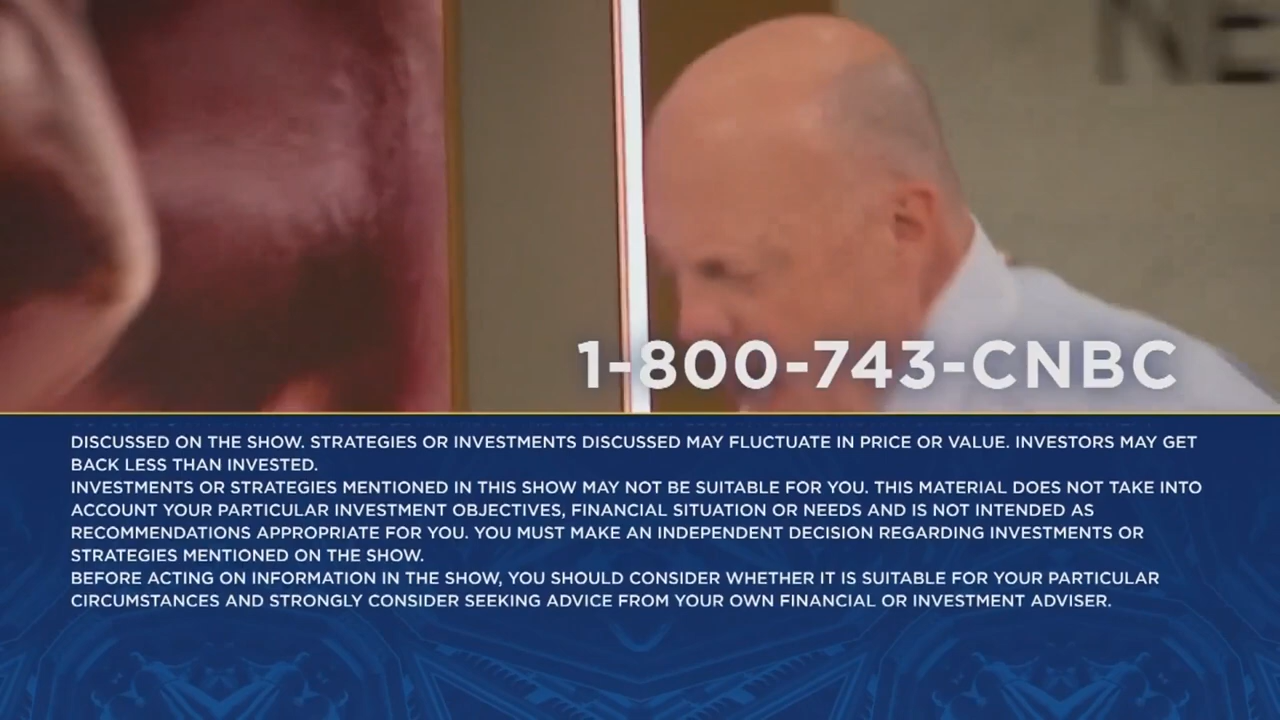 NE
1-800-743-CNBC
DISCUSSED ON THE SHOW. STRATEGIES OR INVESTMENTS DISCUSSED MAY FLUCTUATE IN PRICE OR VALUE. INVESTORS MAY GET
BACK LESS THAN INVESTED.
INVESTMENTS OR STRATEGIES MENTIONED IN THIS SHOW MAY NOT BE SUITABLE FOR YOU. THIS MATERIAL DOES NOT TAKE INTO
ACCOUNT YOUR PARTICULAR INVESTMENT OBJECTIVES, FINANCIAL SITUATION OR NEEDS AND IS NOT INTENDED AS
RECOMMENDATIONS APPROPRIATE FOR YOU. YOU MUST MAKE AN INDEPENDENT DECISION REGARDING INVESTMENTS OR
STRATEGIES MENTIONED ON THE SHOW.
BEFORE ACTING ON INFORMATION IN THE SHOW, YOU SHOULD CONSIDER WHETHER IT IS SUITABLE FOR YOUR PARTICULAR
CIRCUMSTANCES AND STRONGLY CONSIDER SEEKING ADVICE FROM YOUR OWN FINANCIAL OR INVESTMENT ADVISER.